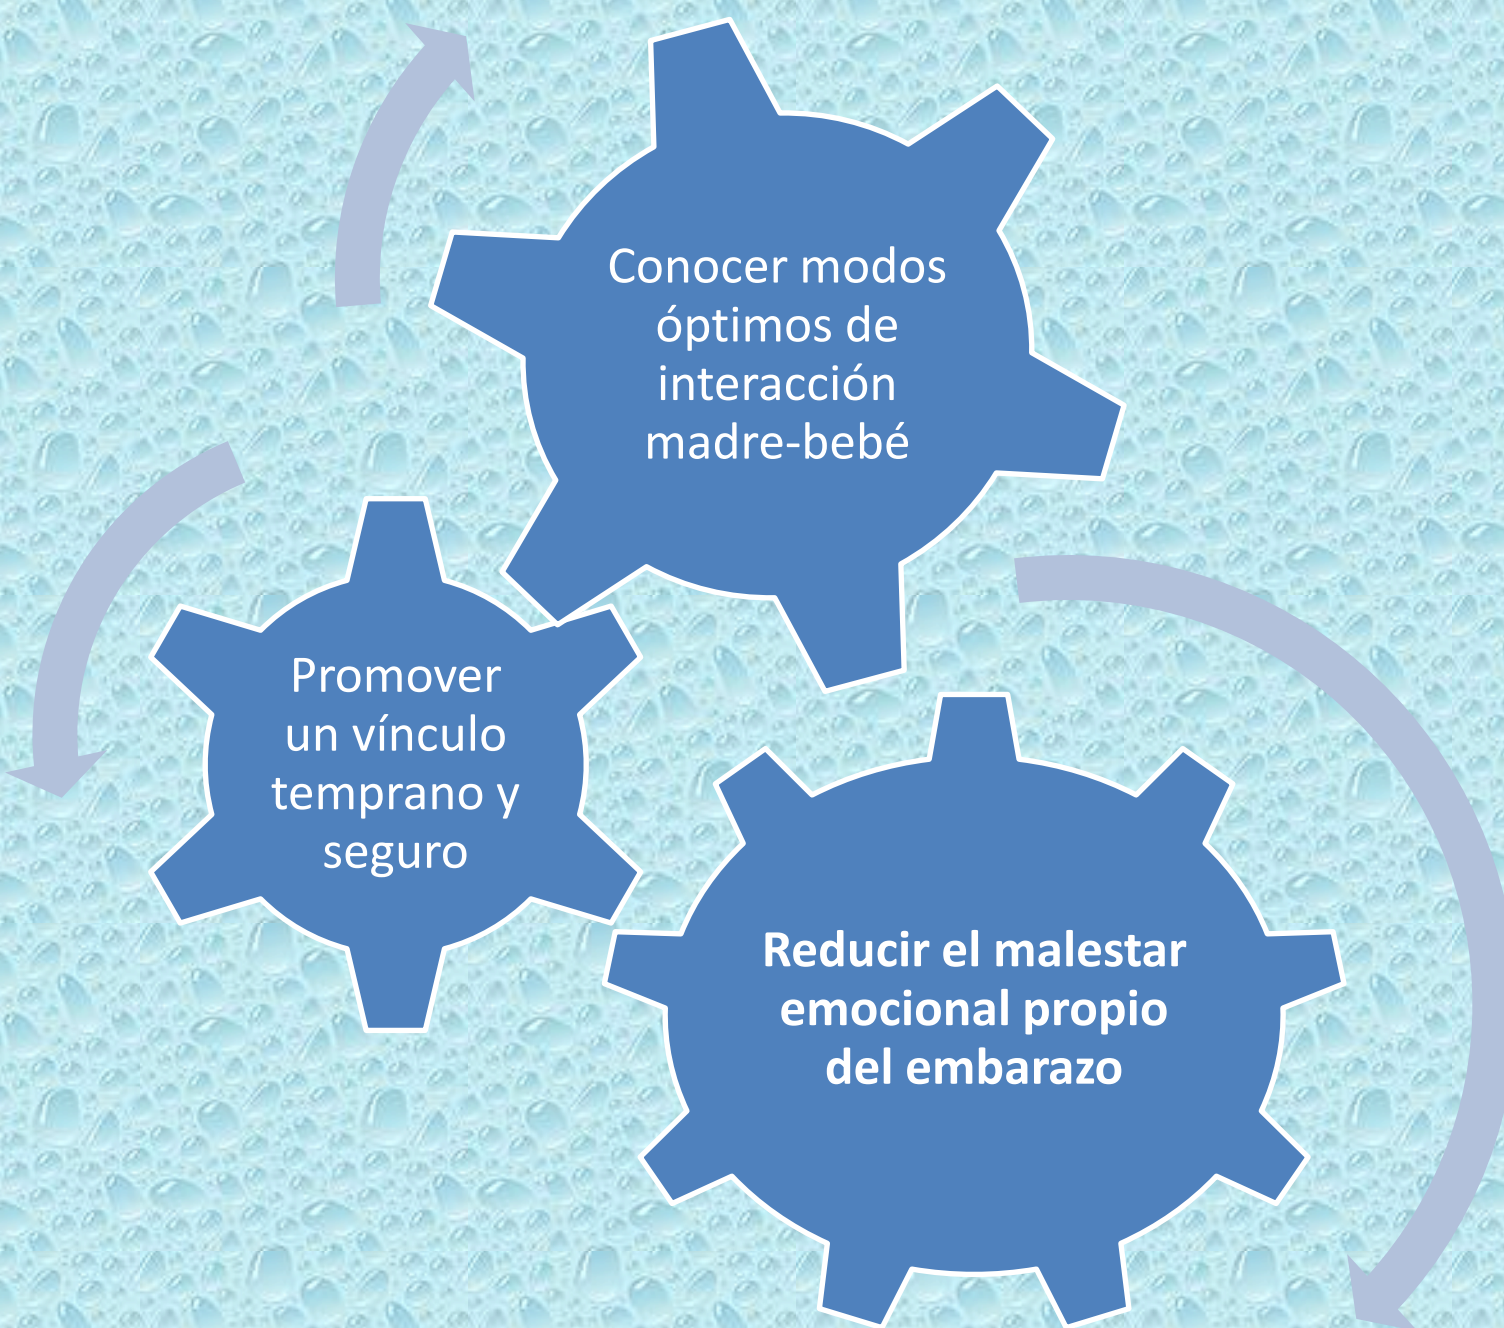 Conocer modos
óptimos de
interacción
madre-bebé
Promover
un vínculo
temprano y
seguro
Reducir el malestar
emocional propio
del embarazo